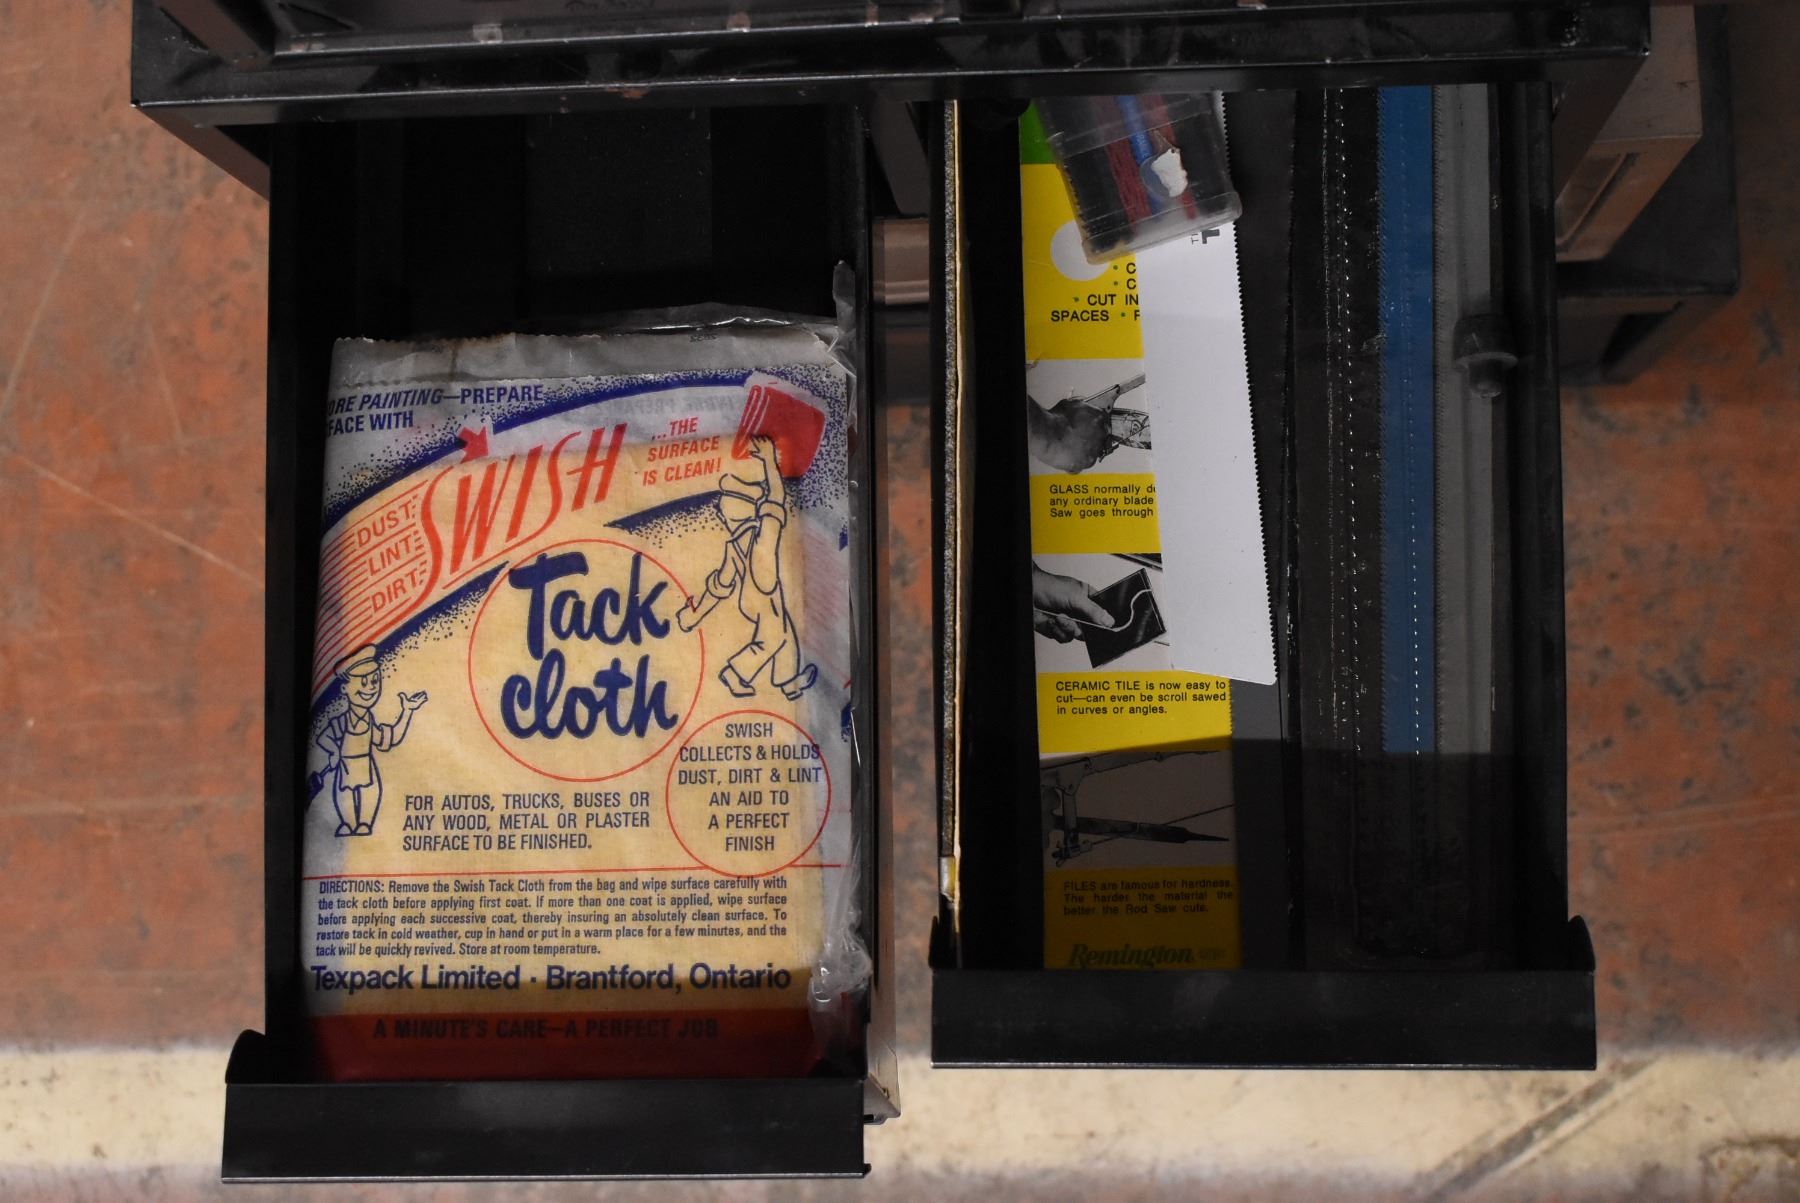 ORE PAINTING—PREPARE
FACE WITH
SWISH
...THE
SURFACE
IS CLEAN!
DUST
LINT
DIRT
Tack
cloth
SWISH
COLLECTS & HOLDS
DUST, DIRT & LINT
AN AID TO
A PERFECT
FINISH
FOR AUTOS, TRUCKS, BUSES OR
ANY WOOD, METAL OR PLASTER
SURFACE TO BE FINISHED.
DIRECTIONS: Remove the Swish Tack Cloth from the bag and wipe surface carefully with
the tack cloth before applying first coat. If more than one coat is applied, wipe surface
before applying each successive coat, thereby insuring an absolutely clean surface. To
restore tack in cold weather, cup in hand or put in a warm place for a few minutes, and the
tack will be quickly revived. Store at room temperature.
Texpack Limited · Brantford, Ontario
A MINUTE'S CARE—A PERFECT JOB
• C
• C
• CUT IN
SPACES • F
GLASS normally d
any ordinary blade
Saw goes through
CERAMIC TILE is now easy to
cut—can even be scroll sawed
in curves or angles.
FILES are famous for hardness.
The harder the material the
better the Rod Saw cuts.
Remington